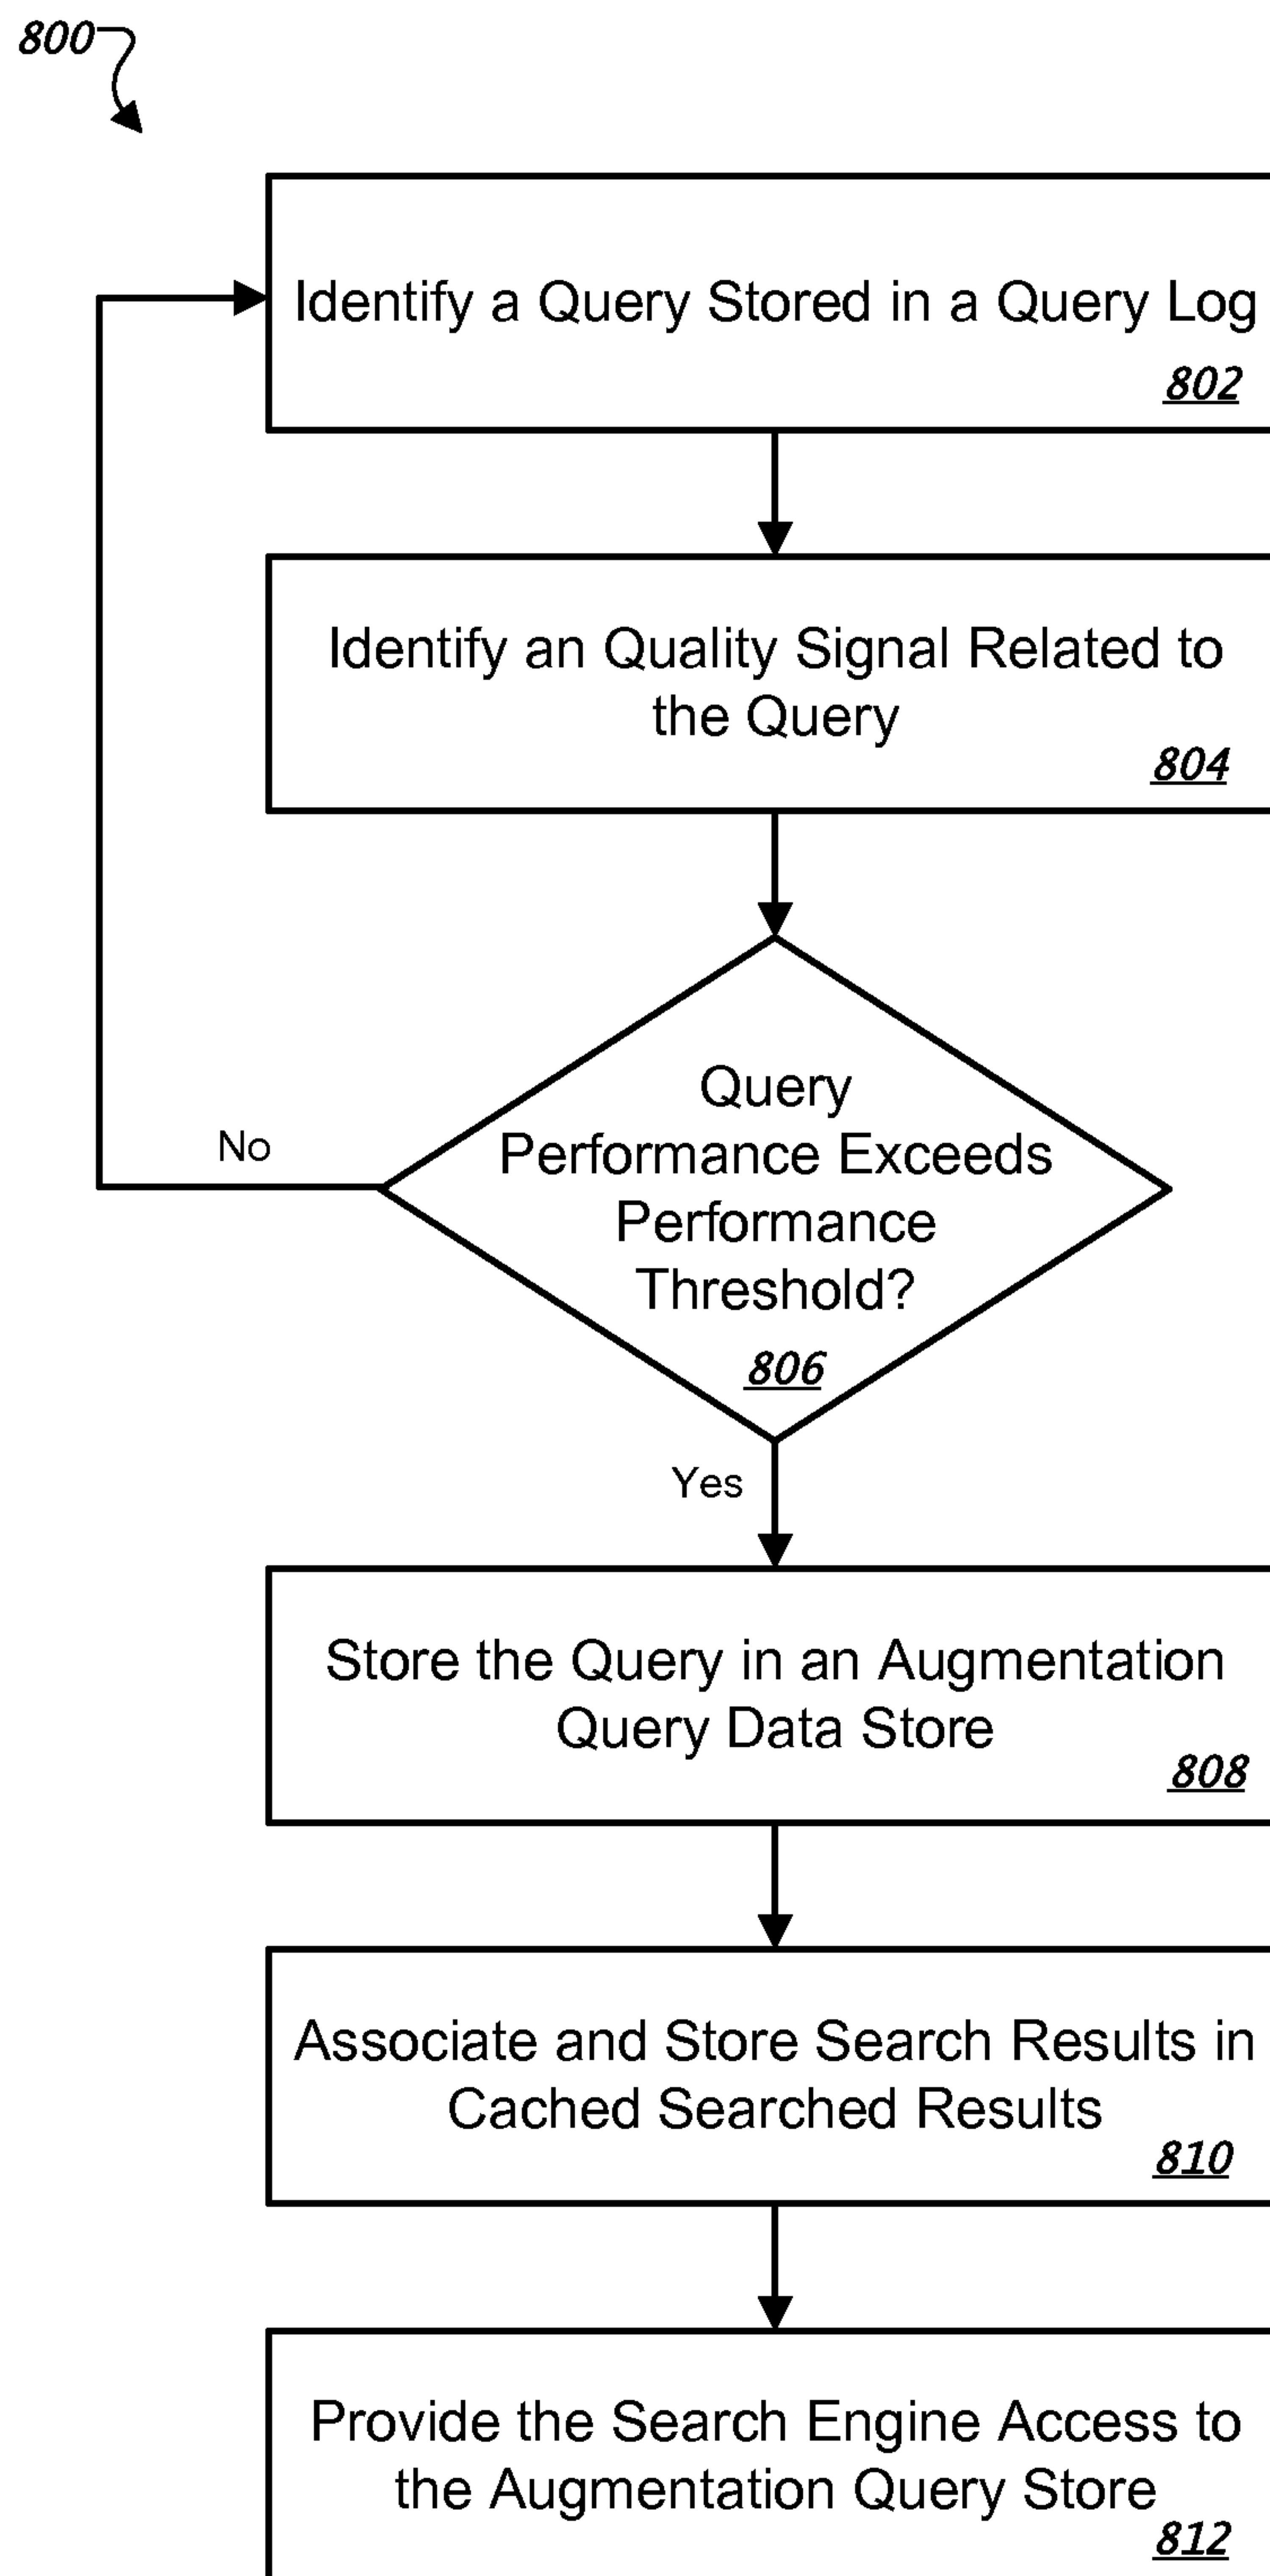 800
Identify a Query Stored in a Query Log
802
Identify an Quality Signal Related to
the Query
804
Query
Performance Exceeds
Performance
Threshold?
806
No
Yes
Store the Query in an Augmentation
Query Data Store
808
Associate and Store Search Results in
Cached Searched Results
810
Provide the Search Engine Access to
the Augmentation Query Store
812